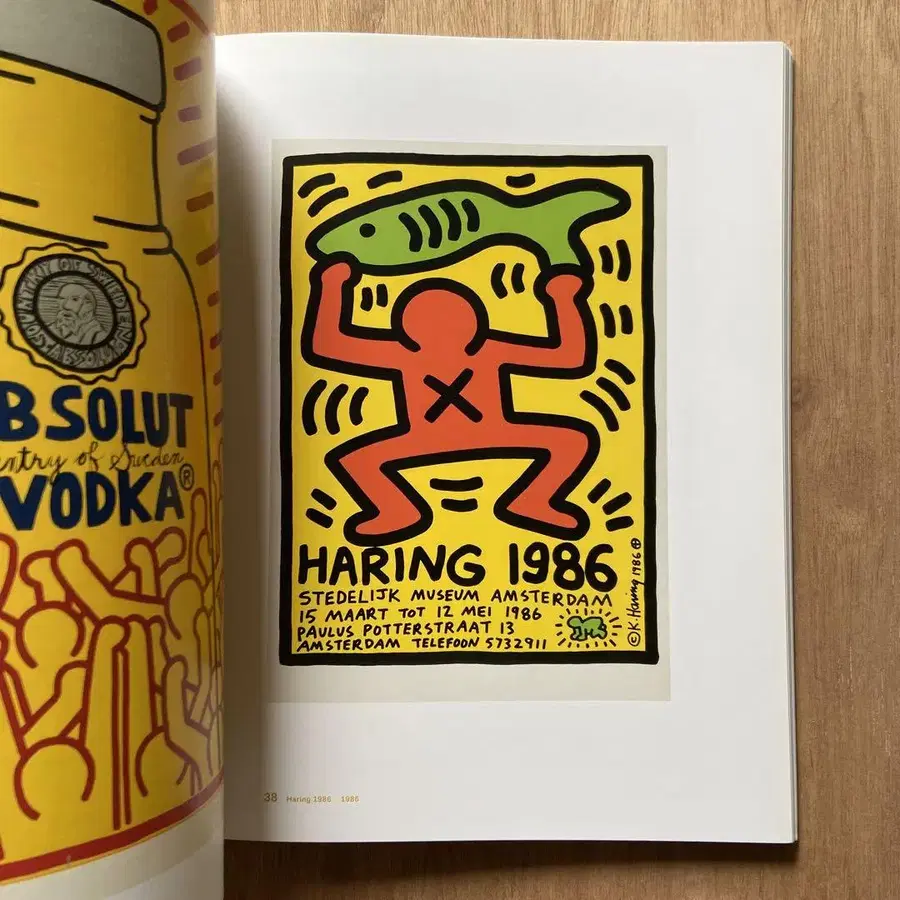 BSOLUT
ntry of Sweden
VODKA®
HARING 1986
STEDELIJK MUSEUM AMSTERDAM
15 MAART TOT 12 MEI 1986
PAULUS POTTERSTRAAT 13
AMSTERDAM TELEFOON 5732911
© K. Haring 1986 ⊕
38 Haring 1986 1986